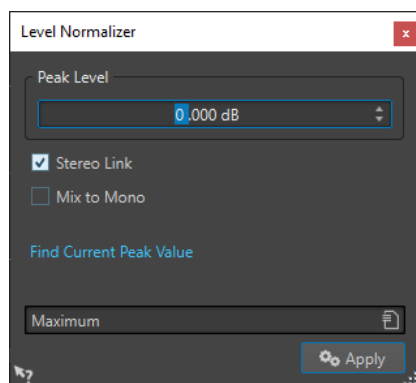 Level Normalizer
x
Peak Level
0.000 dB
Stereo Link
Mix to Mono
Find Current Peak Value
Maximum
Apply
?